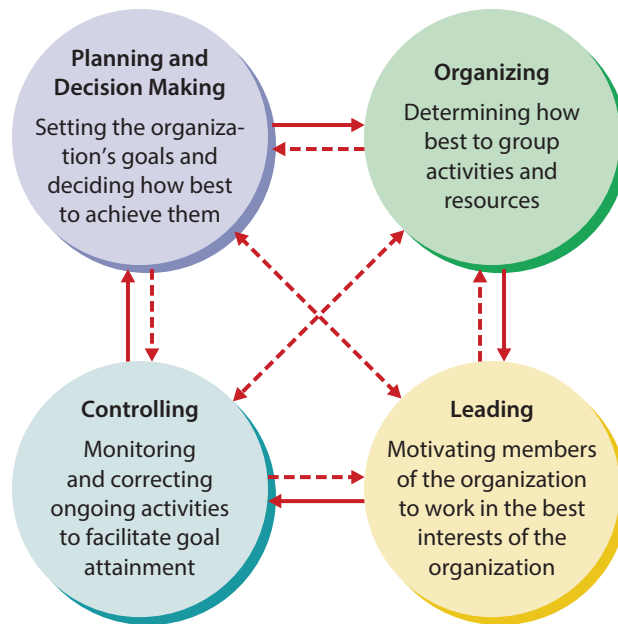 Planning and
Decision Making
Setting the organiza-
tion's goals and
deciding how best
to achieve them
Organizing
Determining how
best to group
activities and
resources
Controlling
Monitoring
and correcting
ongoing activities
to facilitate goal
attainment
Leading
Motivating members
of the organization
to work in the best
interests of the
organization